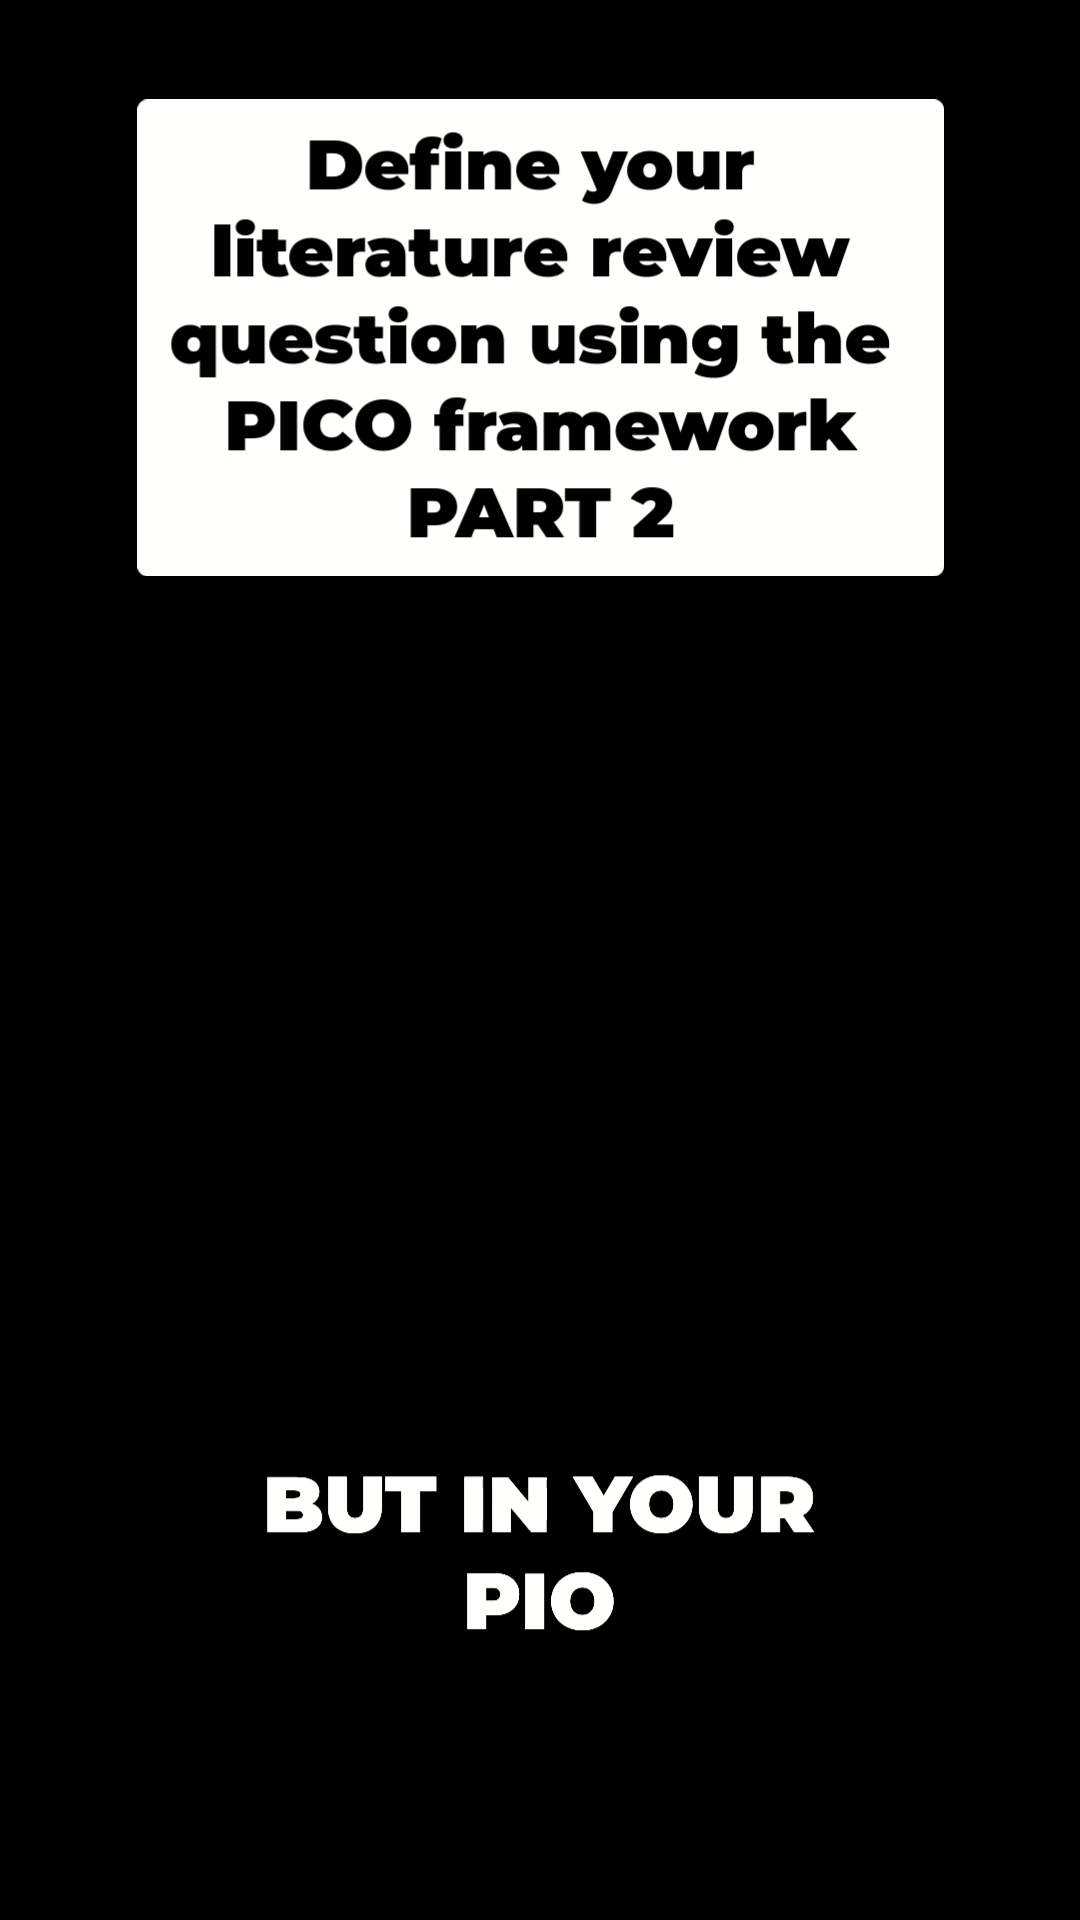 Define your
literature review
question using the
PICO framework
PART 2
BUT IN YOUR
PIO